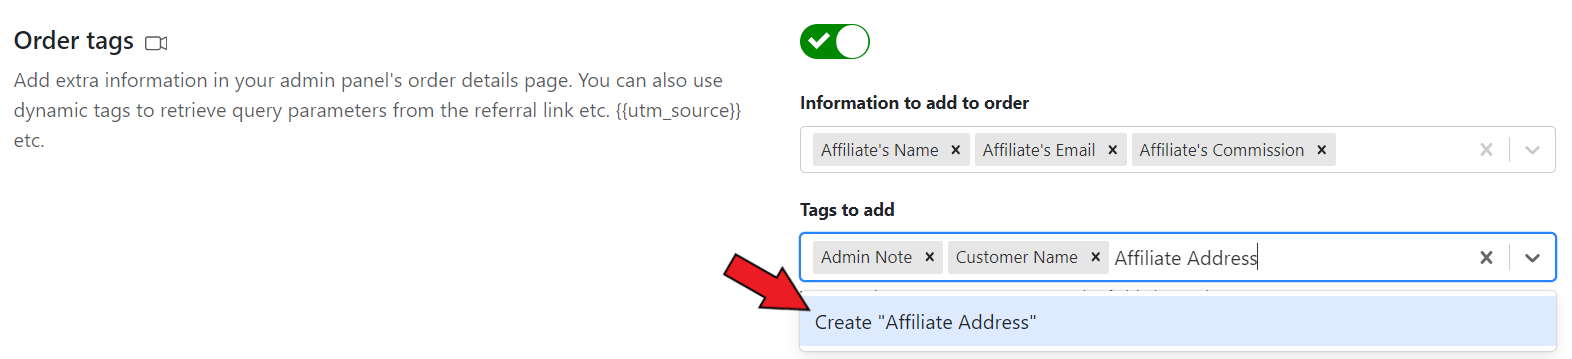 Order tags
Add extra information in your admin panel's order details page. You can also use
dynamic tags to retrieve query parameters from the referral link etc. {{utm_source}}
etc.
Information to add to order
Affiliate's Name × Affiliate's Email × Affiliate's Commission ×
Tags to add
Admin Note × Customer Name × Affiliate Address
Create "Affiliate Address"